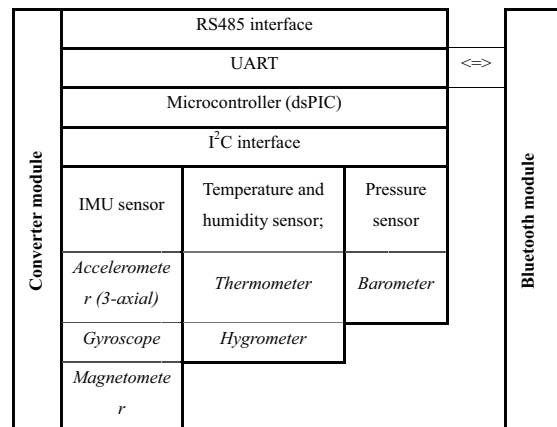 Converter module
RS485 interface
UART
<=>
Microcontroller (dsPIC)
I²C interface
IMU sensor
Temperature and
humidity sensor;
Pressure
sensor
Acceleromete
r (3-axial)
Thermometer
Barometer
Gyroscope
Hygrometer
Magnetomete
r
Bluetooth module